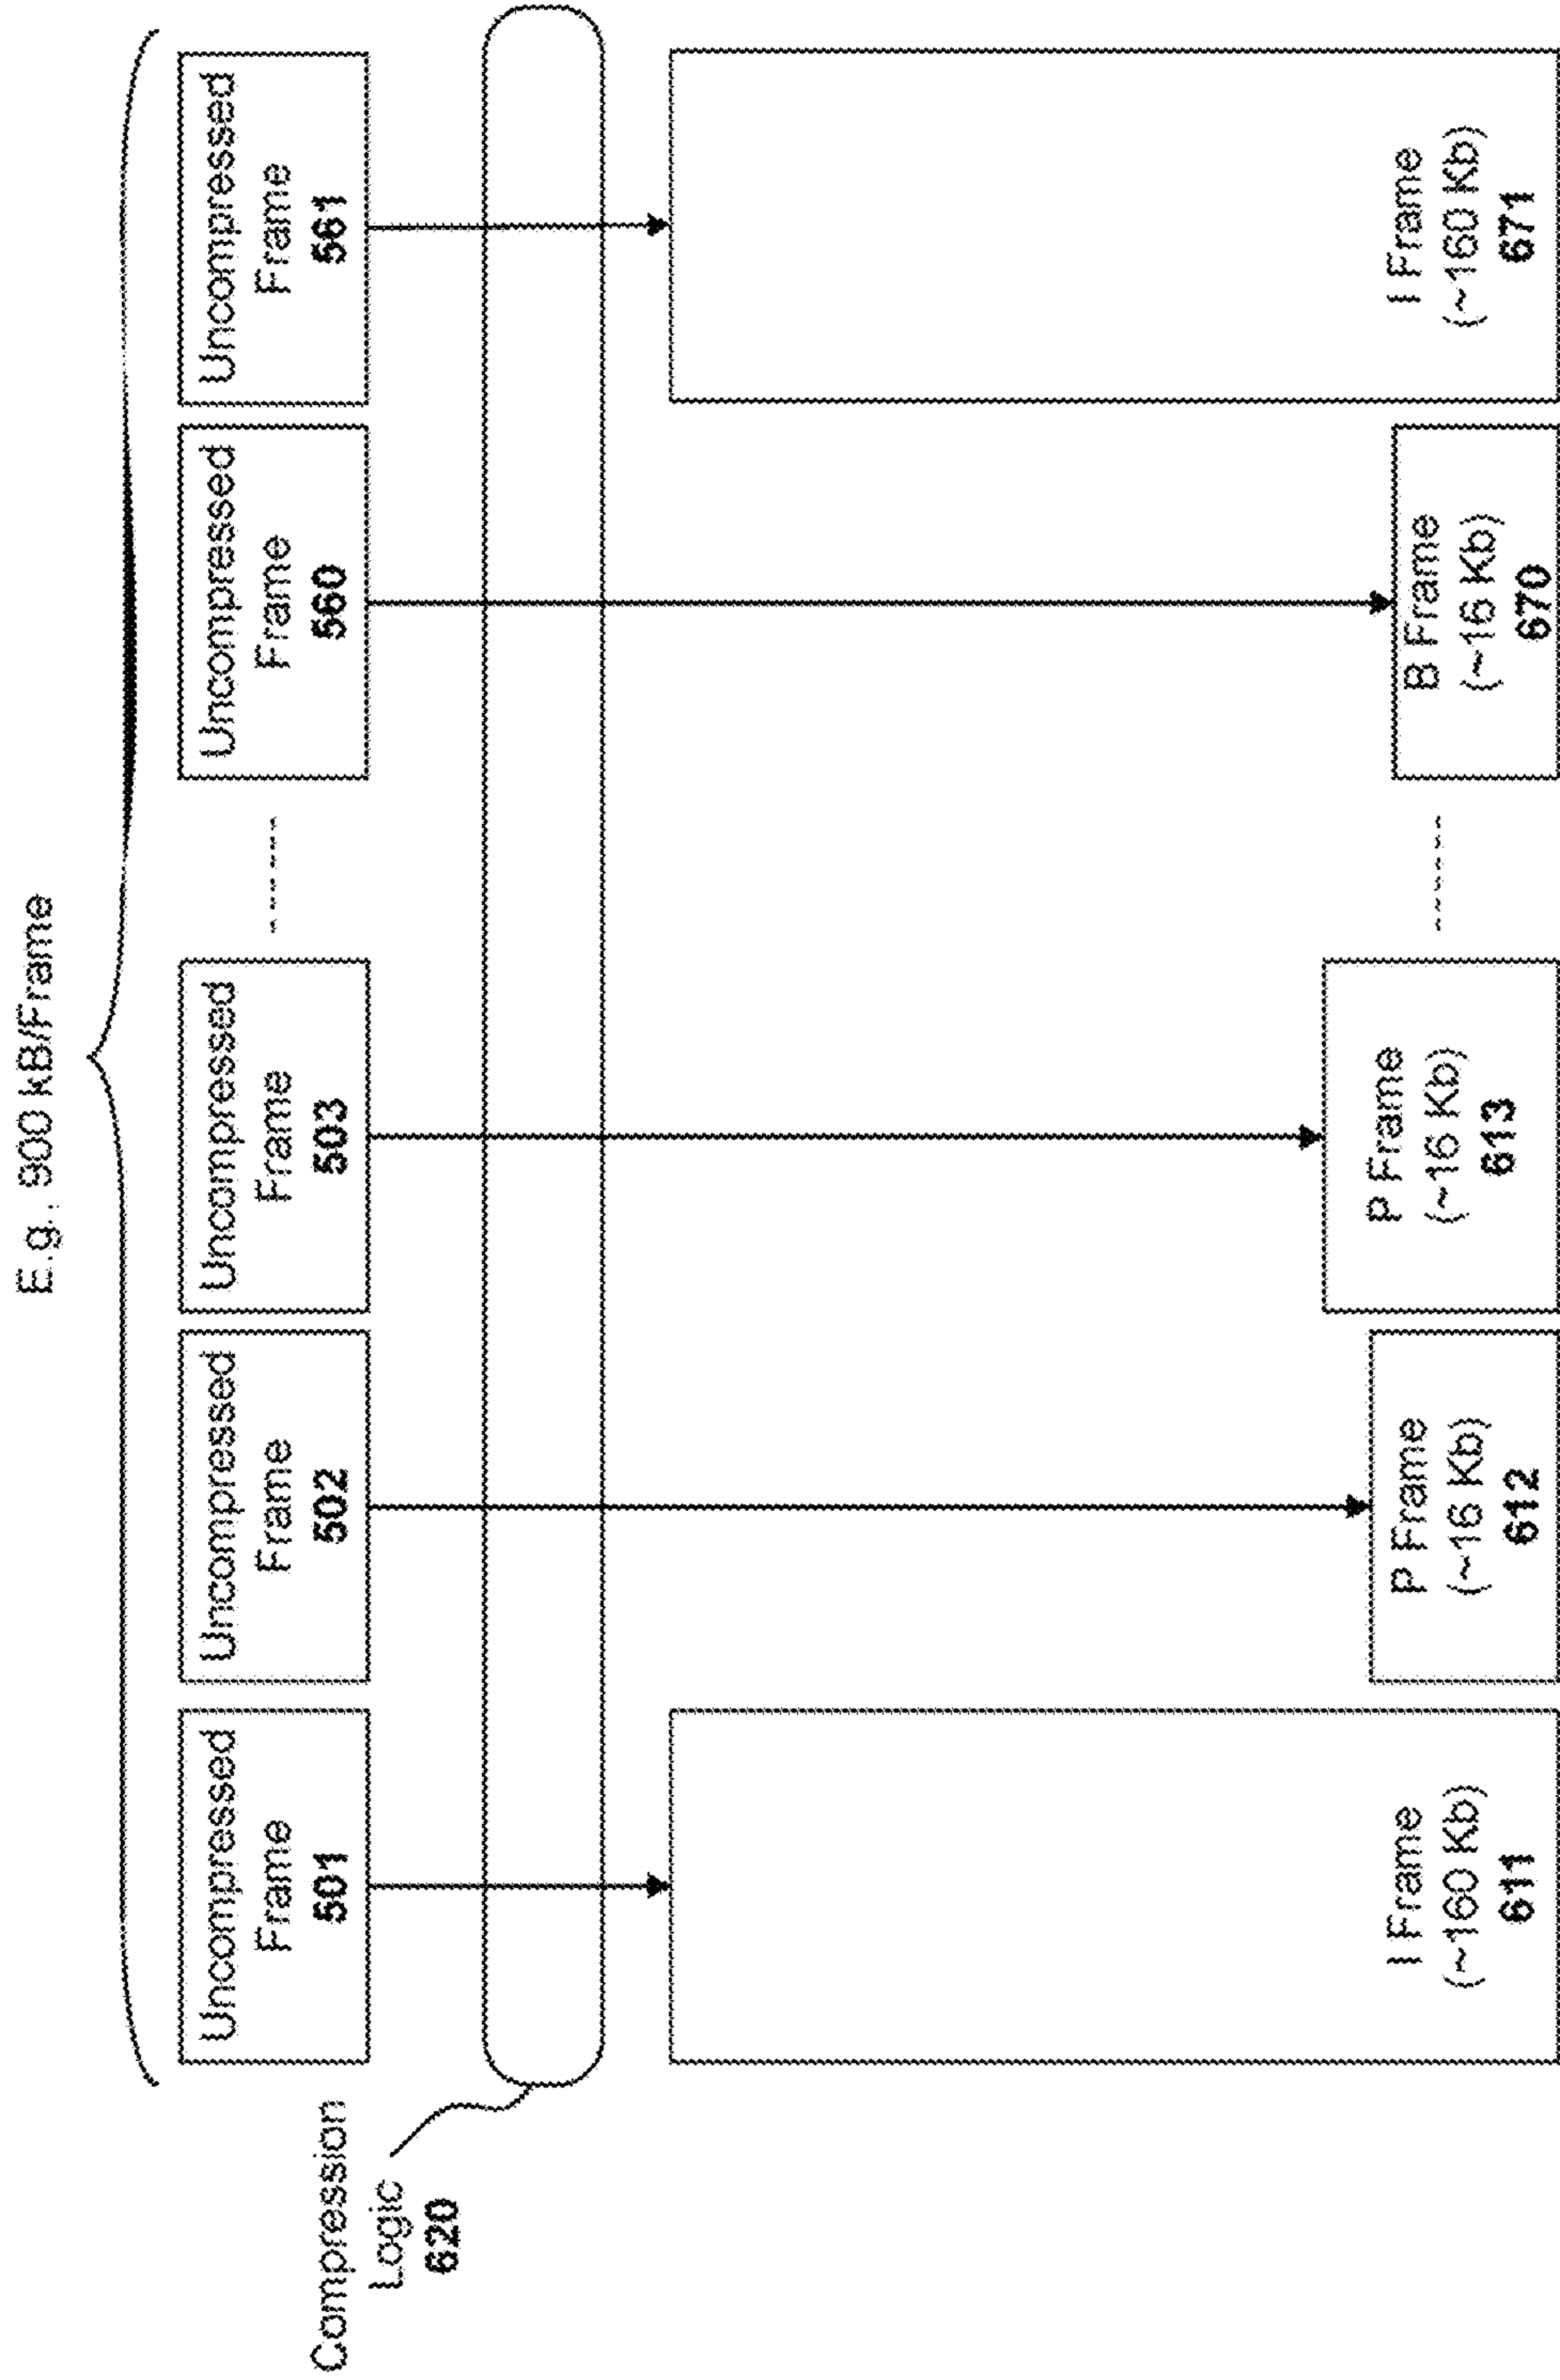 E.g., 900 kB/Frame
Uncompressed
Frame
501
Uncompressed
Frame
502
Uncompressed
Frame
503
Uncompressed
Frame
560
Uncompressed
Frame
561
Compression
Logic
620
I Frame
(~160 Kb)
611
P Frame
(~16 Kb)
612
P Frame
(~16 Kb)
613
B Frame
(~16 Kb)
670
I Frame
(~160 Kb)
671